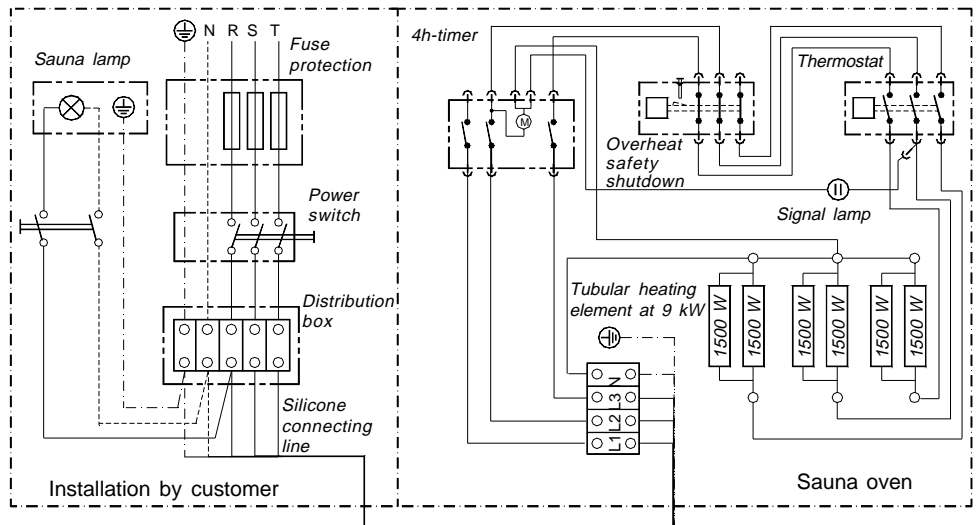 N R S T
Fuse
protection
Sauna lamp
Power
switch
Distribution
box
Silicone
connecting
line
Installation by customer
4h-timer
M
Thermostat
Overheat
safety
shutdown
Signal lamp
Tubular heating
element at 9 kW
1500 W
1500 W
1500 W
1500 W
1500 W
1500 W
N
L3
L2
L1
Sauna oven